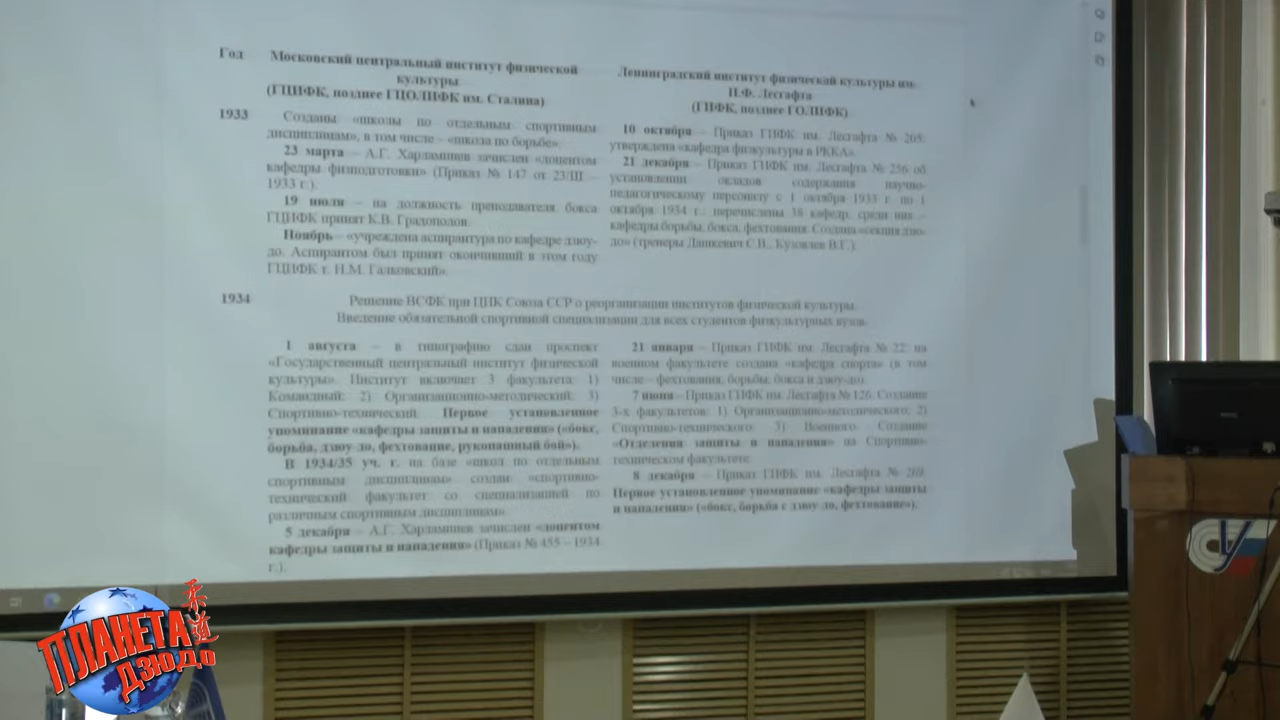 Год
Московский центральный институт физической
культуры
(ГЦИФК, позднее ГЦОЛИФК им. Сталина)
Ленинградский институт физической культуры им.
П.Ф. Лесгафта
(ГИФК, позднее ГОЛИФК)
1933
Созданы «школы по отдельным спортивным
дисциплинам», в том числе – «школа по борьбе».
23 марта – А.Г. Харлампиев зачислен «доцентом
кафедры физподготовки» (Приказ № 147 от 23/III –
1933 г.).
19 июля – на должность преподавателя бокса
ГЦИФК принят К.В. Градополов.
Ноябрь – «учреждена аспирантура по кафедре дзюу-
до. Аспирантом был принят окончивший в этом году
ГЦИФК т. Н.М. Галковский».
10 октября – Приказ ГИФК им. Лесгафта № 205:
утверждена «кафедра физкультуры в РККА».
21 декабря – Приказ ГИФК им. Лесгафта № 256 об
установлении окладов содержания научно-
педагогическому персоналу с 1 октября 1933 г. по 1
октября 1934 г.: перечислены 38 кафедр, среди них –
кафедры борьбы, бокса, фехтования. Создана «секция дзю-
до» (тренеры Лашкевич С.В., Кузовлев В.Г.).
1934
Решение ВСФК при ЦИК Союза ССР о реорганизации институтов физической культуры.
Введение обязательной спортивной специализации для всех студентов физкультурных вузов.
1 августа – в типографию сдан проспект
«Государственный центральный институт физической
культуры». Институт включает 3 факультета: 1)
Командный; 2) Организационно-методический; 3)
Спортивно-технический. Первое установленное
упоминание «кафедры защиты и нападения» («бокс,
борьба, дзюу до, фехтование, рукопашный бой»).
В 1934/35 уч. г. на базе «школ по отдельным
спортивным дисциплинам» создан «спортивно-
технический факультет со специализацией по
различным спортивным дисциплинам»
5 декабря – А.Г. Харлампиев зачислен «доцентом
кафедры защиты и нападения» (Приказ № 455 – 1934
г.).
21 января – Приказ ГИФК им. Лесгафта № 22: на
военном факультете создана «кафедра спорта» (в том
числе – фехтования, борьбы, бокса и дзюу-до).
7 июня – Приказ ГИФК им. Лесгафта № 126. Создание
3-х факультетов: 1) Организационно-методического; 2)
Спортивно-технического; 3) Военного. Создание
«Отделения защиты и нападения» на Спортивно-
техническом факультете.
8 декабря – Приказ ГИФК им. Лесгафта № 269.
Первое установленное упоминание «кафедры защиты
и нападения» («бокс, борьба с дзюу до, фехтование»).
ПЛАНЕТА
ДЗЮДО
柔道